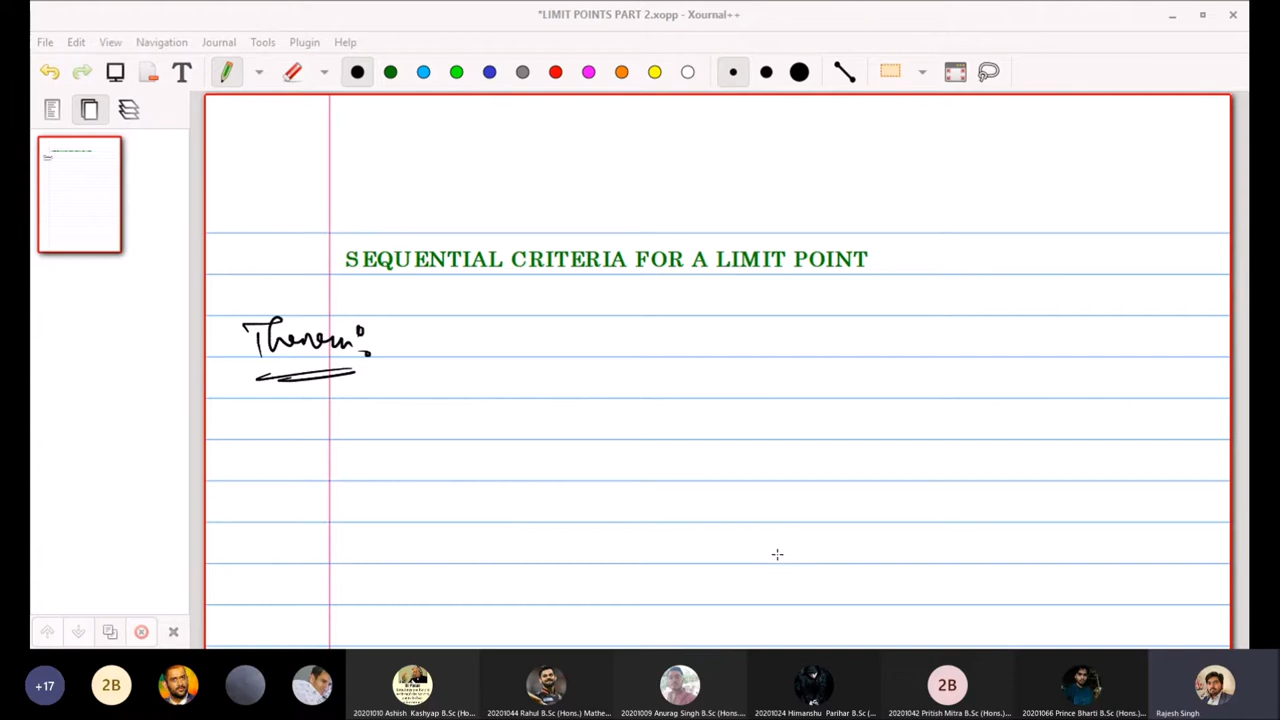 *LIMIT POINTS PART 2.xopp - Xournal++
File Edit View Navigation Journal Tools Plugin Help
SEQUENTIAL CRITERIA FOR A LIMIT POINT
Theorem:
+17 2B 2B
20201010 Ashish Kashyap B.Sc (Ho... 20201044 Rahul B.Sc (Hons.) Mathe... 20201009 Anurag Singh B.Sc (Hons.... 20201024 Himanshu Parihar B.Sc (... 20201042 Pritish Mitra B.Sc (Hons.)... 20201066 Prince Bharti B.Sc (Hons.)... Rajesh Singh